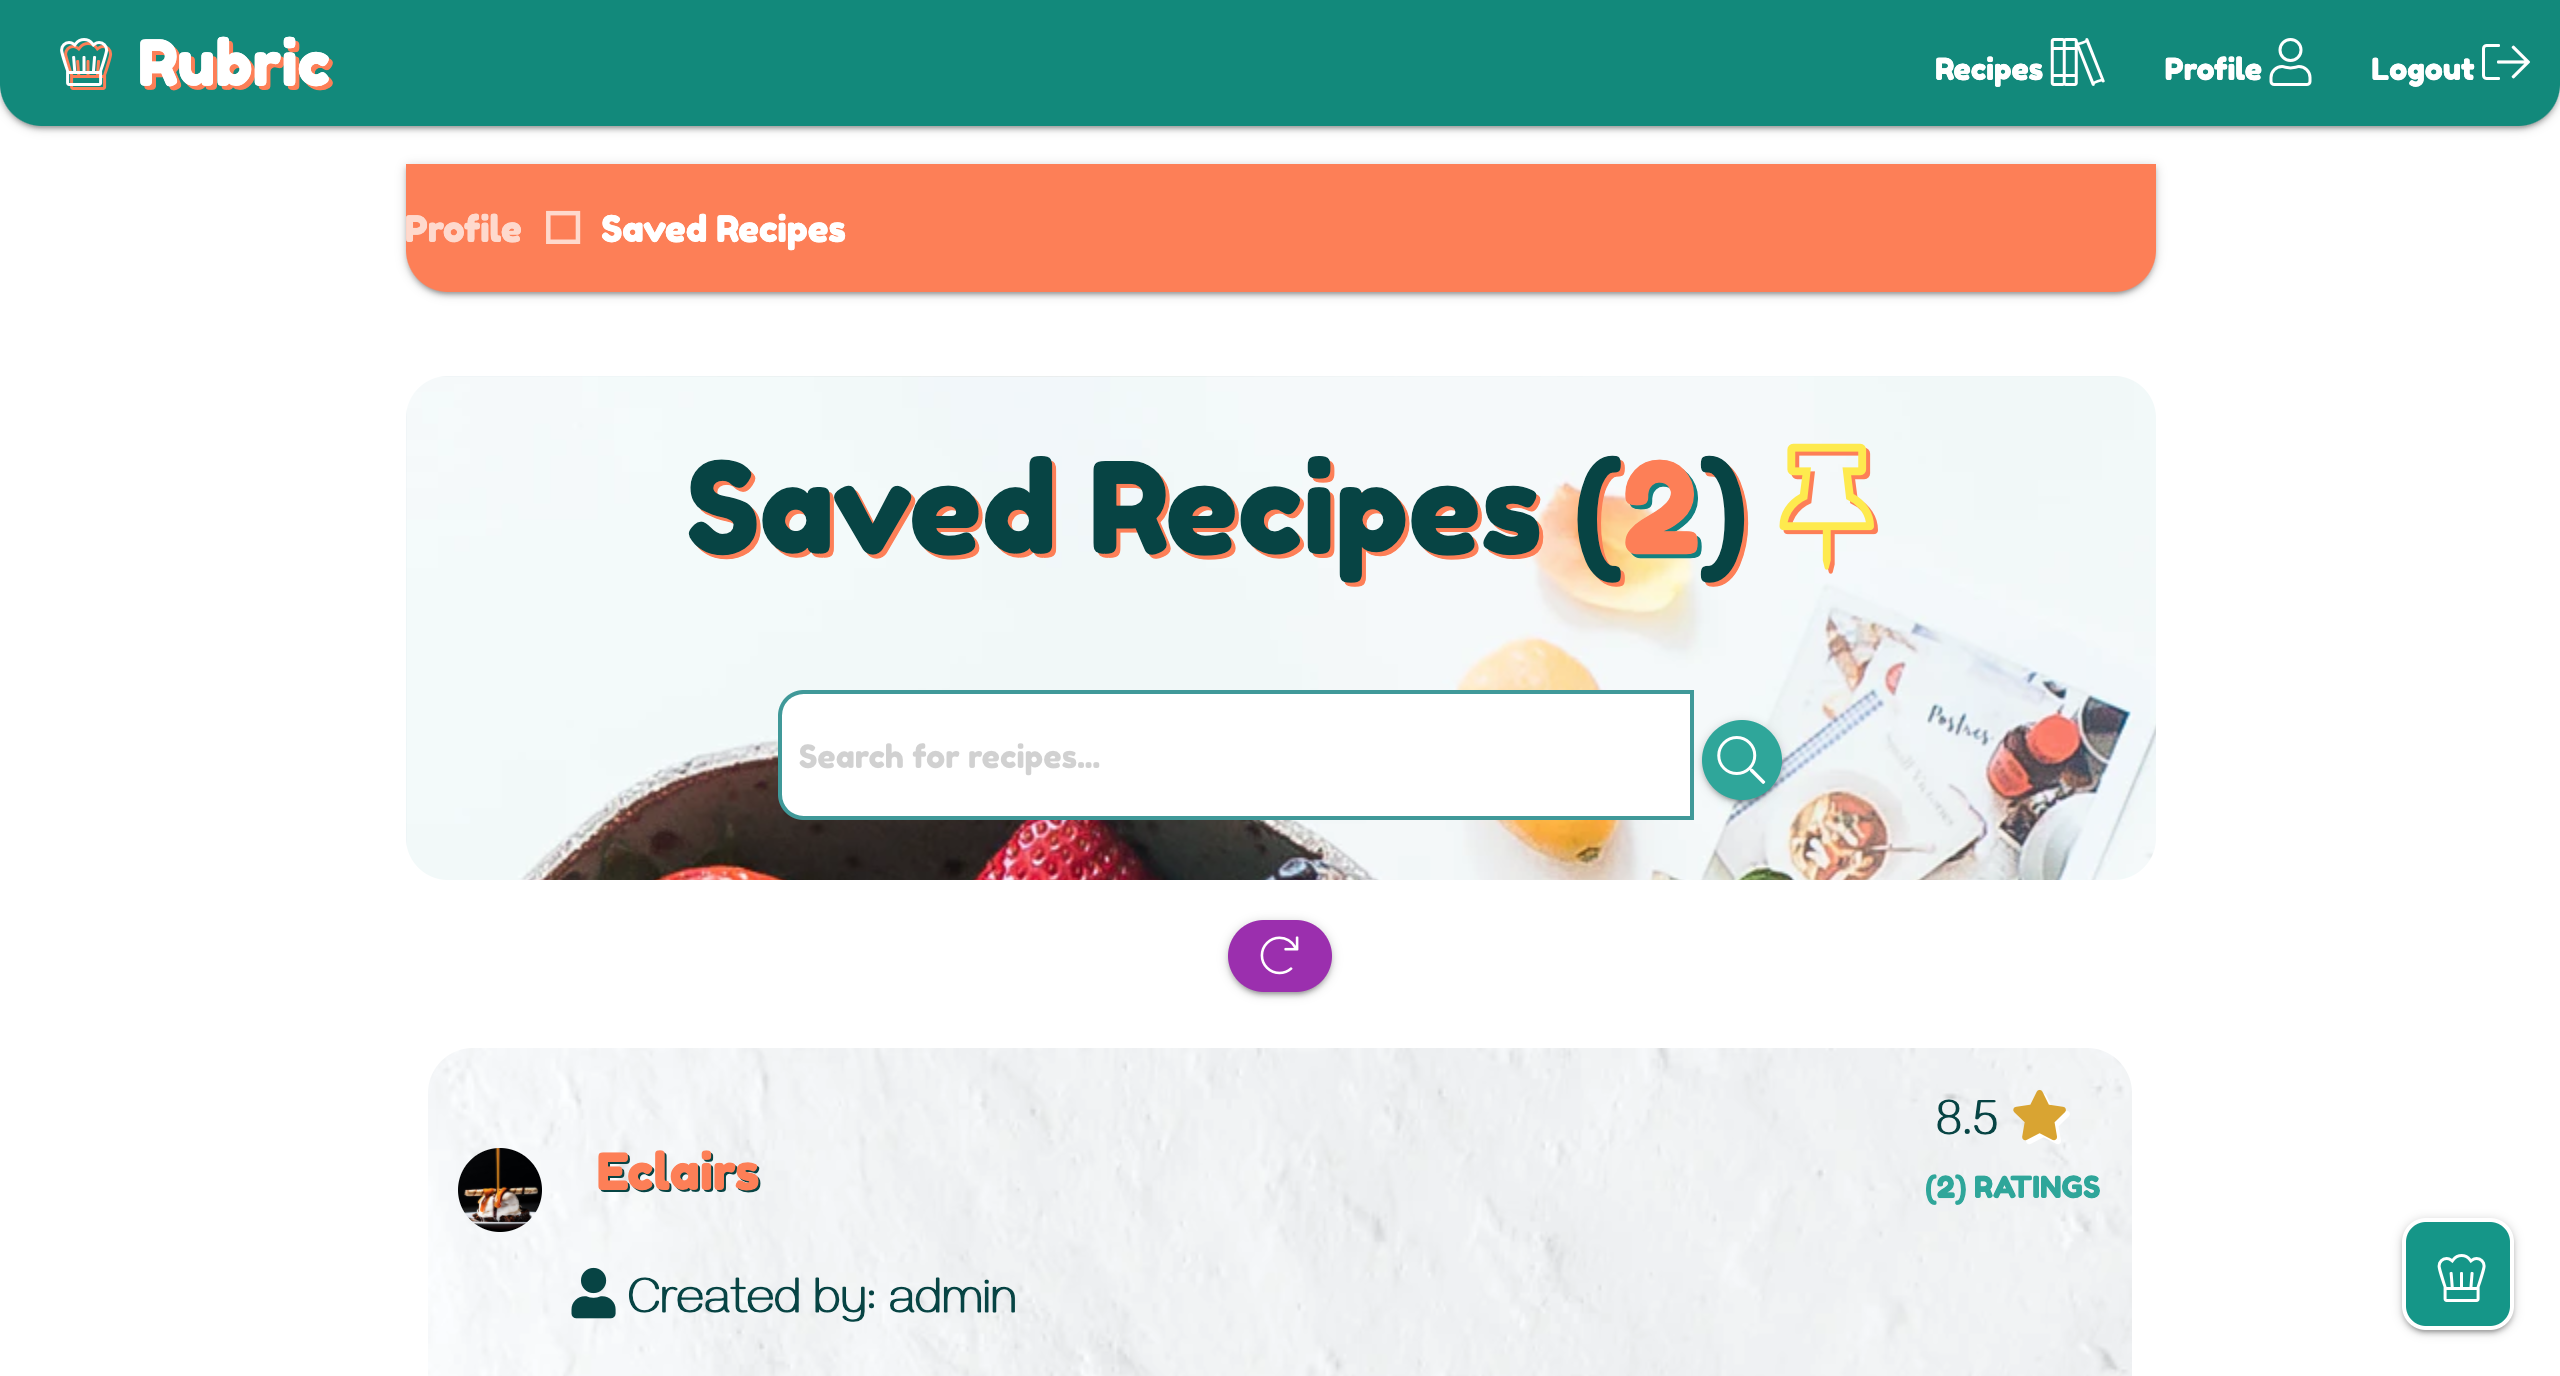 Rubric
Recipes
Profile
Logout
Profile
Saved Recipes
Saved Recipes (2)
Postres
Search for recipes...
8.5
Eclairs
(2) RATINGS
Created by: admin